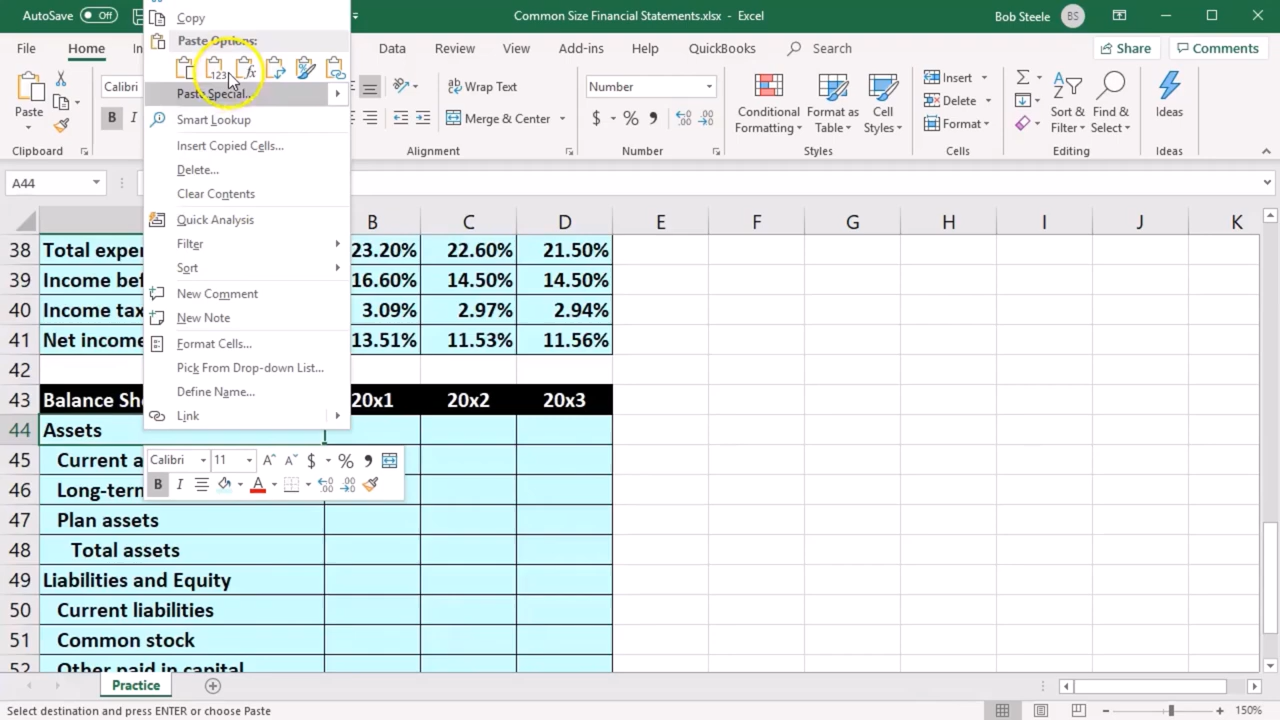 AutoSave Off Common Size Financial Statements.xlsx - Excel Bob Steele BS
File Home In Data Review View Add-ins Help QuickBooks Search Share Comments
Copy
Paste Options:
123 fx
Paste Special...
Smart Lookup
Insert Copied Cells...
Delete...
Clear Contents
Quick Analysis
Filter
Sort
New Comment
New Note
Format Cells...
Pick From Drop-down List...
Define Name...
Link
Paste
Clipboard
Calibri
B I
Wrap Text
Merge & Center
Alignment
Number
$ % ,
Number
Conditional Formatting
Format as Table
Cell Styles
Styles
Insert
Delete
Format
Cells
Sort & Filter
Find & Select
Editing
Ideas
Ideas
A44
B C D E F G H I J K
38 Total expen 23.20% 22.60% 21.50%
39 Income bef 16.60% 14.50% 14.50%
40 Income tax 3.09% 2.97% 2.94%
41 Net income 13.51% 11.53% 11.56%
42
43 Balance She 20x1 20x2 20x3
44 Assets
45 Current a
46 Long-term
47 Plan assets
48 Total assets
49 Liabilities and Equity
50 Current liabilities
51 Common stock
52 Other paid in capital
Calibri 11 A A $ % ,
B I A
Practice
Select destination and press ENTER or choose Paste 150%